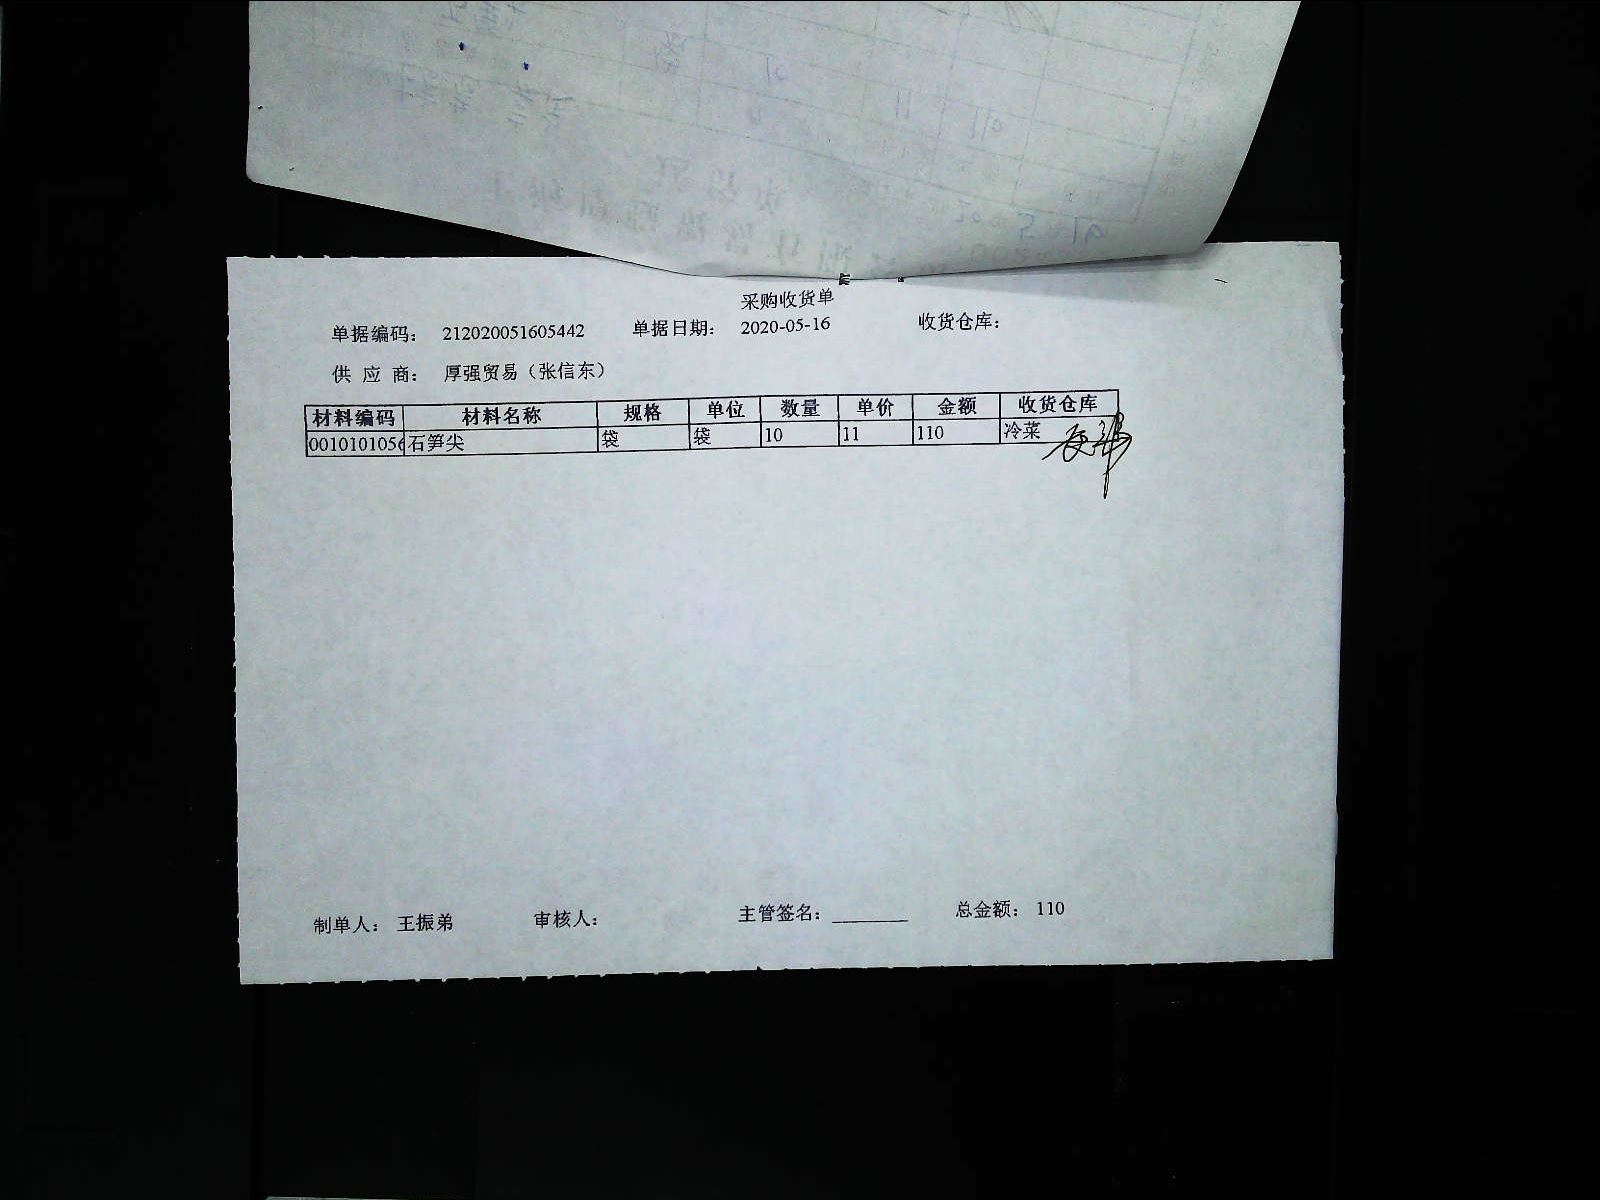 采购收货单
单据编码： 212020051605442 单据日期： 2020-05-16 收货仓库：
供 应 商： 厚强贸易（张信东）
材料编码 材料名称 规格 单位 数量 单价 金额 收货仓库
0010101056 石笋尖 袋 袋 10 11 110 冷菜
制单人： 王振弟 审核人： 主管签名：________ 总金额： 110